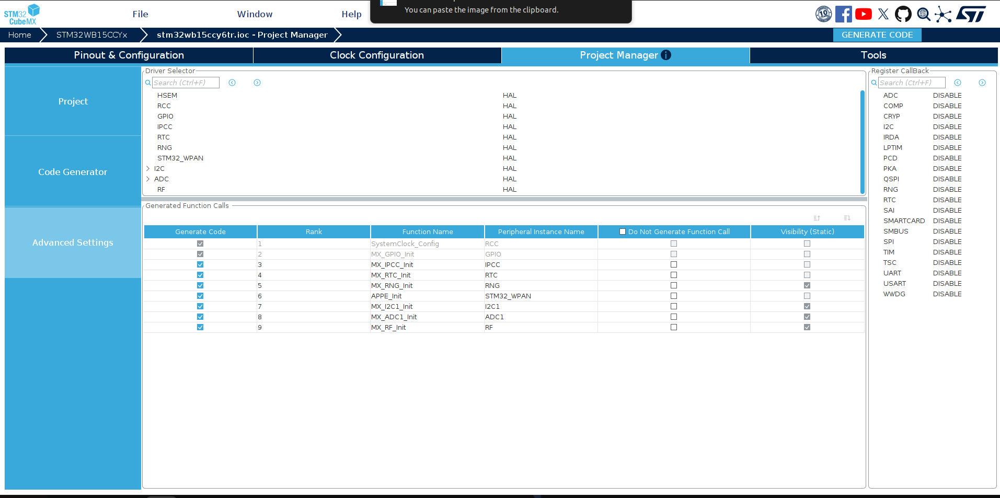 You can paste the image from the clipboard.
STM32
CubeMX
File
Window
Help
10
Home
STM32WB15CCYx
stm32wb15ccy6tr.ioc - Project Manager
GENERATE CODE
Pinout & Configuration
Clock Configuration
Project Manager
Tools
Project
Code Generator
Advanced Settings
Driver Selector
Search (Ctrl+F)
HSEM HAL
RCC HAL
GPIO HAL
IPCC HAL
RTC HAL
RNG HAL
STM32_WPAN HAL
I2C HAL
ADC HAL
RF HAL
Generated Function Calls
Generate Code Rank Function Name Peripheral Instance Name Do Not Generate Function Call Visibility (Static)
1 SystemClock_Config RCC
2 MX_GPIO_Init GPIO
3 MX_IPCC_Init IPCC
4 MX_RTC_Init RTC
5 MX_RNG_Init RNG
6 APPE_Init STM32_WPAN
7 MX_I2C1_Init I2C1
8 MX_ADC1_Init ADC1
9 MX_RF_Init RF
Register CallBack
Search (Ctrl+F)
ADC DISABLE
COMP DISABLE
CRYP DISABLE
I2C DISABLE
IRDA DISABLE
LPTIM DISABLE
PCD DISABLE
PKA DISABLE
QSPI DISABLE
RNG DISABLE
RTC DISABLE
SAI DISABLE
SMARTCARD DISABLE
SMBUS DISABLE
SPI DISABLE
TIM DISABLE
TSC DISABLE
UART DISABLE
USART DISABLE
WWDG DISABLE